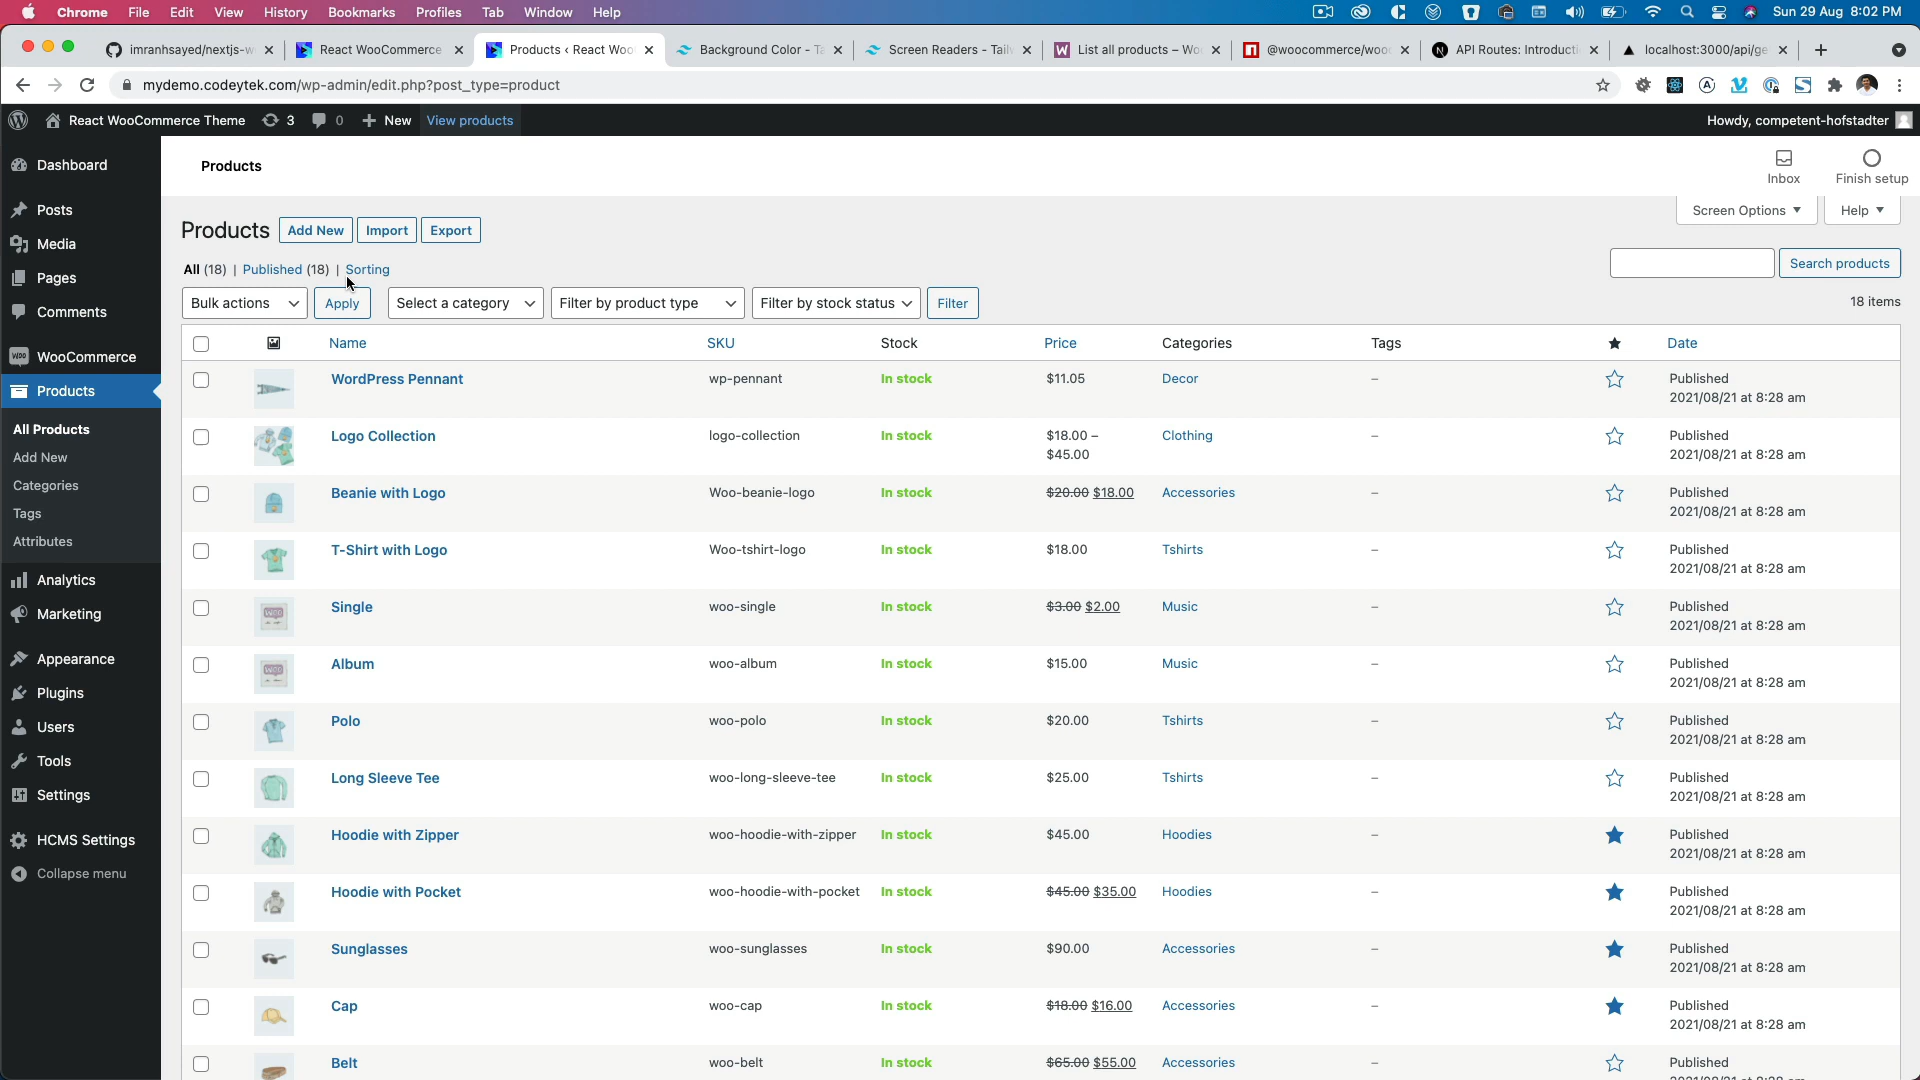 Chrome File Edit View History Bookmarks Profiles Tab Window Help Sun 29 Aug 8:02 PM
imranhsayed/nextjs-w React WooCommerce Products ‹ React Woo Background Color - Ta Screen Readers - Tailw List all products – Wo @woocommerce/wooc API Routes: Introducti localhost:3000/api/ge
mydemo.codeytek.com/wp-admin/edit.php?post_type=product
React WooCommerce Theme 3 0 New View products Howdy, competent-hofstadter
Dashboard
Posts
Media
Pages
Comments
WooCommerce
Products
All Products
Add New
Categories
Tags
Attributes
Analytics
Marketing
Appearance
Plugins
Users
Tools
Settings
HCMS Settings
Collapse menu
Products
Inbox Finish setup
Screen Options Help
Products Add New Import Export
All (18) | Published (18) | Sorting
Search products
Bulk actions Apply Select a category Filter by product type Filter by stock status Filter 18 items
Name SKU Stock Price Categories Tags Date
WordPress Pennant wp-pennant In stock $11.05 Decor – Published
2021/08/21 at 8:28 am
Logo Collection logo-collection In stock $18.00 – Clothing – Published
$45.00 2021/08/21 at 8:28 am
Beanie with Logo Woo-beanie-logo In stock $20.00 $18.00 Accessories – Published
2021/08/21 at 8:28 am
T-Shirt with Logo Woo-tshirt-logo In stock $18.00 Tshirts – Published
2021/08/21 at 8:28 am
Single woo-single In stock $3.00 $2.00 Music – Published
2021/08/21 at 8:28 am
Album woo-album In stock $15.00 Music – Published
2021/08/21 at 8:28 am
Polo woo-polo In stock $20.00 Tshirts – Published
2021/08/21 at 8:28 am
Long Sleeve Tee woo-long-sleeve-tee In stock $25.00 Tshirts – Published
2021/08/21 at 8:28 am
Hoodie with Zipper woo-hoodie-with-zipper In stock $45.00 Hoodies – Published
2021/08/21 at 8:28 am
Hoodie with Pocket woo-hoodie-with-pocket In stock $45.00 $35.00 Hoodies – Published
2021/08/21 at 8:28 am
Sunglasses woo-sunglasses In stock $90.00 Accessories – Published
2021/08/21 at 8:28 am
Cap woo-cap In stock $18.00 $16.00 Accessories – Published
2021/08/21 at 8:28 am
Belt woo-belt In stock $65.00 $55.00 Accessories – Published